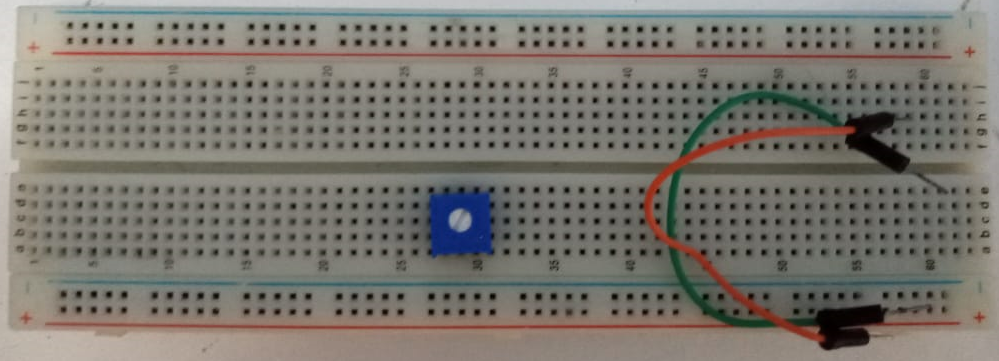 − −
+ +
1 5 10 15 20 25 30 35 40 45 50 55 60
j j
i i
h h
g g
f f
e e
d d
c c
b b
a a
1 5 10 15 20 25 30 35 40 50 55 60
− −
+ +